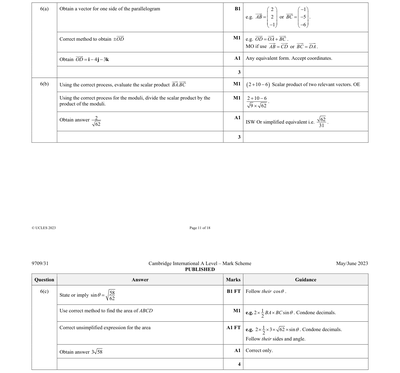 6(a) Obtain a vector for one side of the parallelogram B1 e.g. AB = (2 2 −1) or BC = (−1 −5 −6).
Correct method to obtain ±OD M1 e.g. OD = OA + BC.
MO if use AB = CD or BC = DA.
Obtain OD = i − 6j − 3k A1 Any equivalent form. Accept coordinates.
3
6(b) Using the correct process, evaluate the scalar product BA.BC M1 (2+10−6) Scalar product of two relevant vectors. OE
Using the correct process for the moduli, divide the scalar product by the M1 2+10−6 / √9×√62
product of the moduli.
Obtain answer 2/√62 A1 ISW Or simplified equivalent i.e. √62/31
3
© UCLES 2023 Page 11 of 18
9709/31 Cambridge International A Level – Mark Scheme May/June 2023
PUBLISHED
Question Answer Marks Guidance
6(c) State or imply sin θ = √58/√62 B1 FT Follow their cos θ.
Use correct method to find the area of ABCD M1 e.g. 2 × 1/2 BA × BC sin θ. Condone decimals.
Correct unsimplified expression for the area A1 FT e.g. 2 × 1/2 × 3 × √62 × sin θ. Condone decimals.
Follow their sides and angle.
Obtain answer 3√58 A1 Correct only.
4